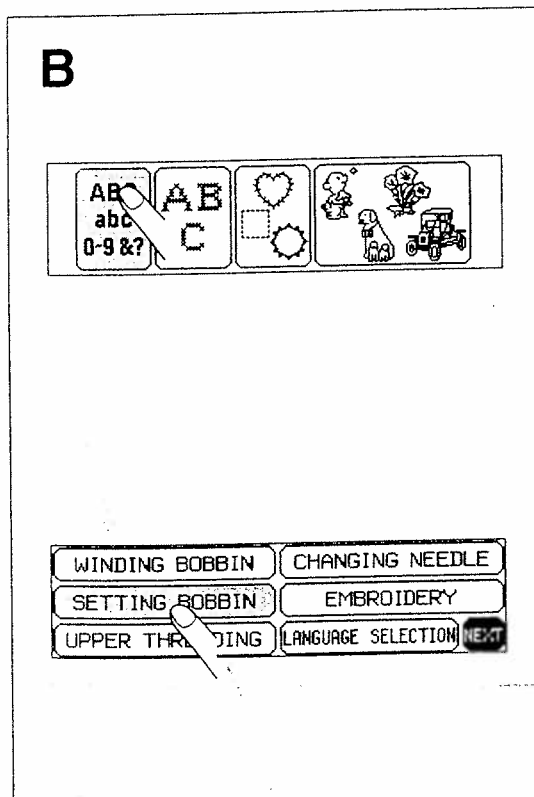 B
ABC
abc
0~9 &?
AB
C
WINDING BOBBIN
CHANGING NEEDLE
SETTING BOBBIN
EMBROIDERY
UPPER THREADING
LANGUAGE SELECTION
NEXT